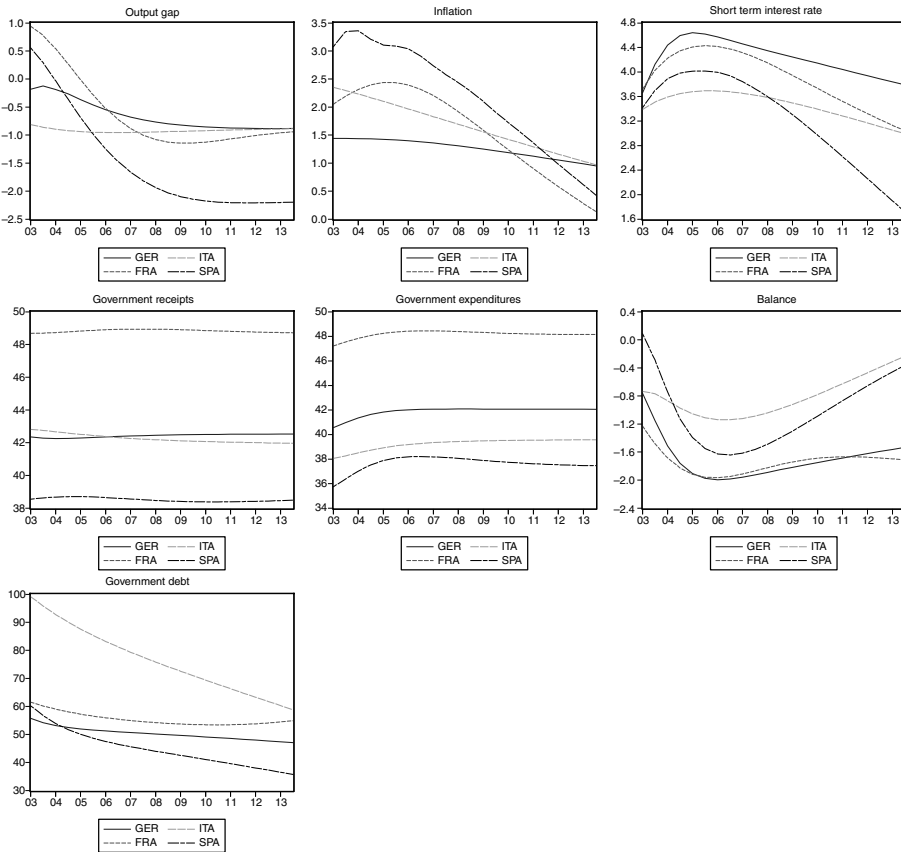 Output gap
1.0
0.5
0.0
−0.5
−1.0
−1.5
−2.0
−2.5
03 04 05 06 07 08 09 10 11 12 13
GER ITA
FRA SPA
Inflation
3.5
3.0
2.5
2.0
1.5
1.0
0.5
0.0
03 04 05 06 07 08 09 10 11 12 13
GER ITA
FRA SPA
Short term interest rate
4.8
4.4
4.0
3.6
3.2
2.8
2.4
2.0
1.6
03 04 05 06 07 08 09 10 11 12 13
GER ITA
FRA SPA
Government receipts
50
48
46
44
42
40
38
03 04 05 06 07 08 09 10 11 12 13
GER ITA
FRA SPA
Government expenditures
50
48
46
44
42
40
38
36
34
03 04 05 06 07 08 09 10 11 12 13
GER ITA
FRA SPA
Balance
0.4
0.0
−0.4
−0.8
−1.2
−1.6
−2.0
−2.4
03 04 05 06 07 08 09 10 11 12 13
GER ITA
FRA SPA
Government debt
100
90
80
70
60
50
40
30
03 04 05 06 07 08 09 10 11 12 13
GER ITA
FRA SPA